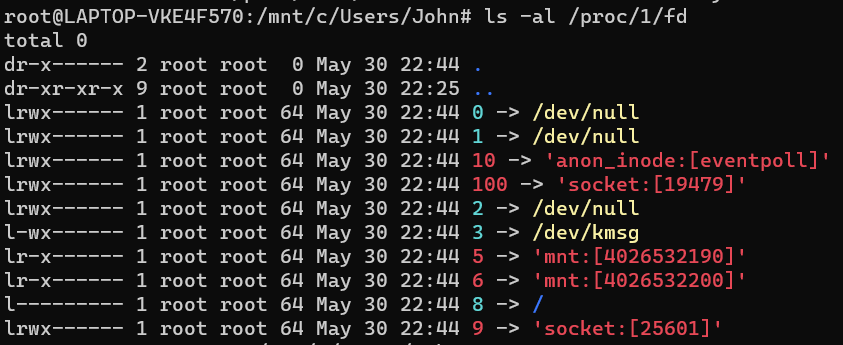 root@LAPTOP-VKE4F570:/mnt/c/Users/John# ls -al /proc/1/fd
total 0
dr-x------ 2 root root  0 May 30 22:44 .
dr-xr-xr-x 9 root root  0 May 30 22:25 ..
lrwx------ 1 root root 64 May 30 22:44 0 -> /dev/null
lrwx------ 1 root root 64 May 30 22:44 1 -> /dev/null
lrwx------ 1 root root 64 May 30 22:44 10 -> 'anon_inode:[eventpoll]'
lrwx------ 1 root root 64 May 30 22:44 100 -> 'socket:[19479]'
lrwx------ 1 root root 64 May 30 22:44 2 -> /dev/null
l-wx------ 1 root root 64 May 30 22:44 3 -> /dev/kmsg
lr-x------ 1 root root 64 May 30 22:44 5 -> 'mnt:[4026532190]'
lr-x------ 1 root root 64 May 30 22:44 6 -> 'mnt:[4026532200]'
l--------- 1 root root 64 May 30 22:44 8 -> /
lrwx------ 1 root root 64 May 30 22:44 9 -> 'socket:[25601]'